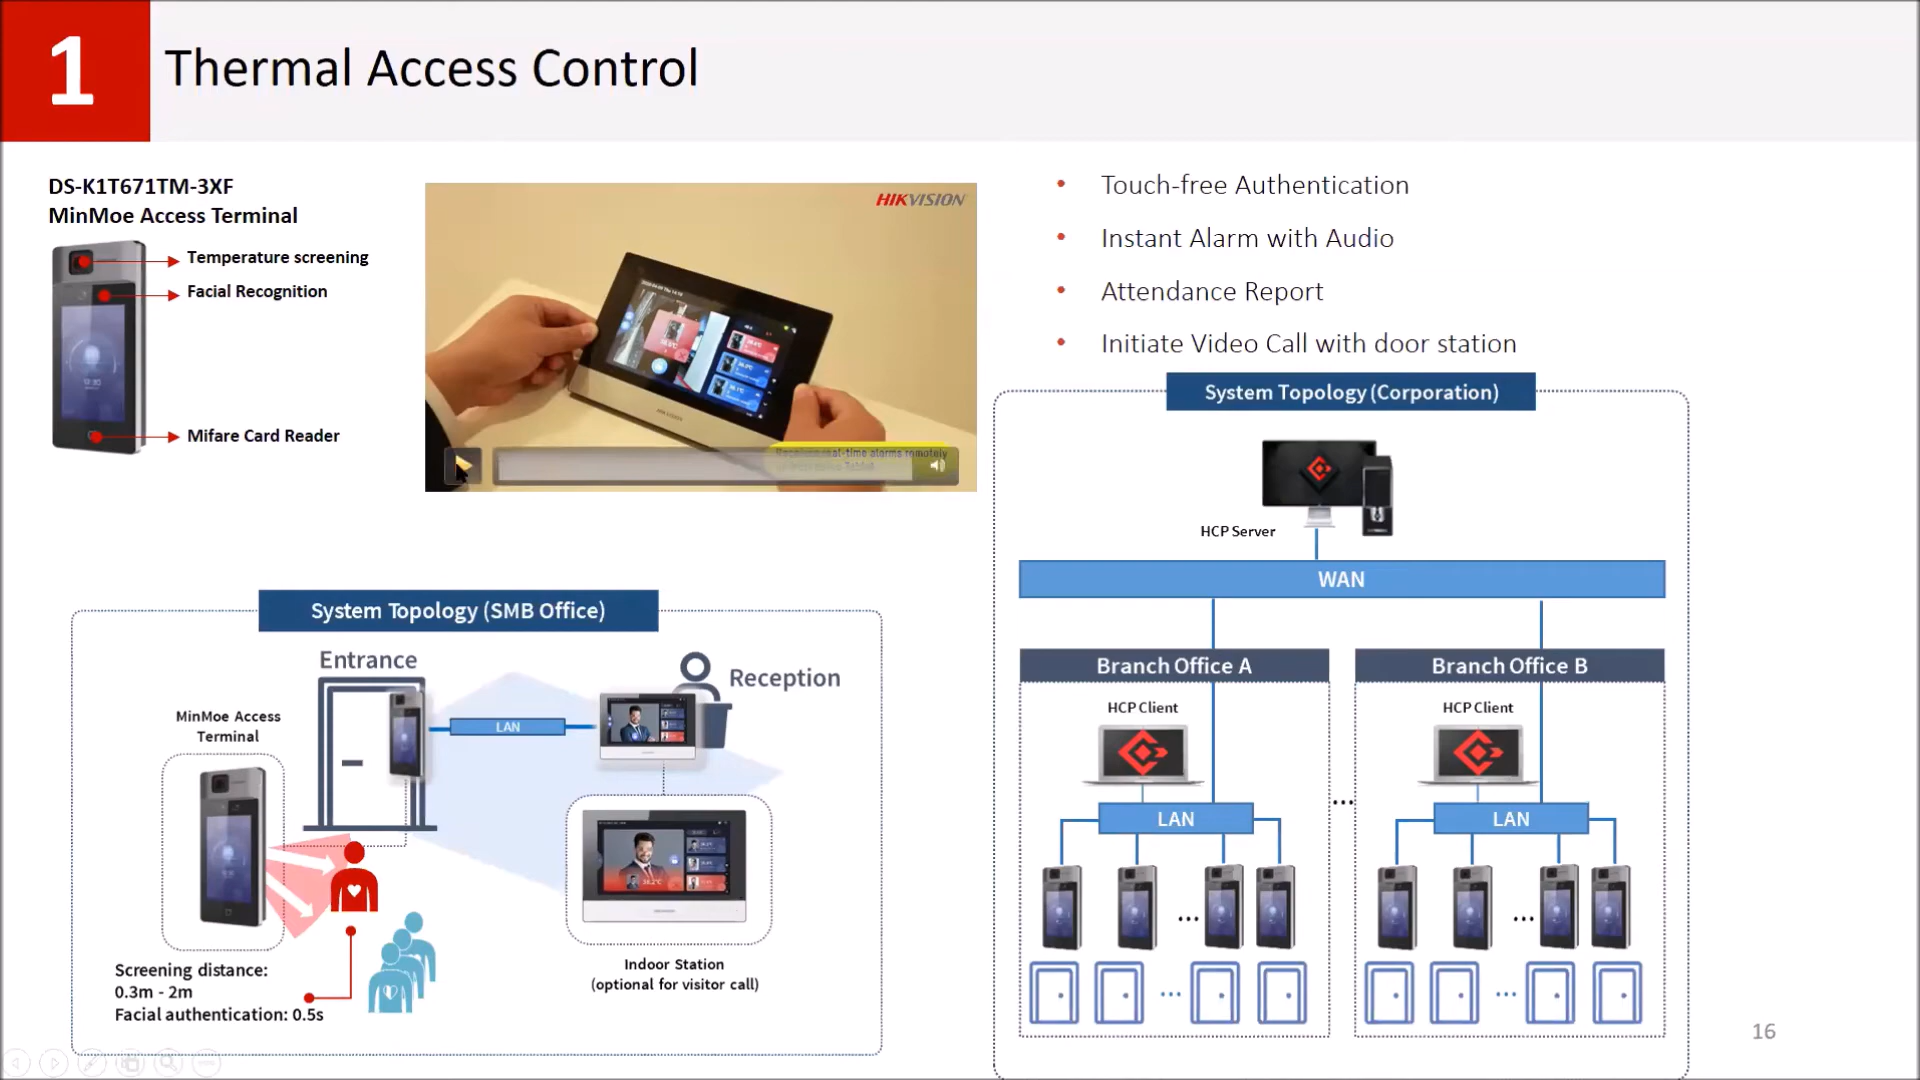 1
Thermal Access Control
DS-K1T671TM-3XF
MinMoe Access Terminal
Temperature screening
Facial Recognition
Mifare Card Reader
HIKVISION
• Touch-free Authentication
• Instant Alarm with Audio
• Attendance Report
• Initiate Video Call with door station
System Topology (SMB Office)
Entrance
Reception
MinMoe Access
Terminal
LAN
Screening distance:
0.3m - 2m
Facial authentication: 0.5s
Indoor Station
(optional for visitor call)
System Topology (Corporation)
HCP Server
WAN
Branch Office A
HCP Client
LAN
...
...
...
Branch Office B
HCP Client
LAN
...
...
16